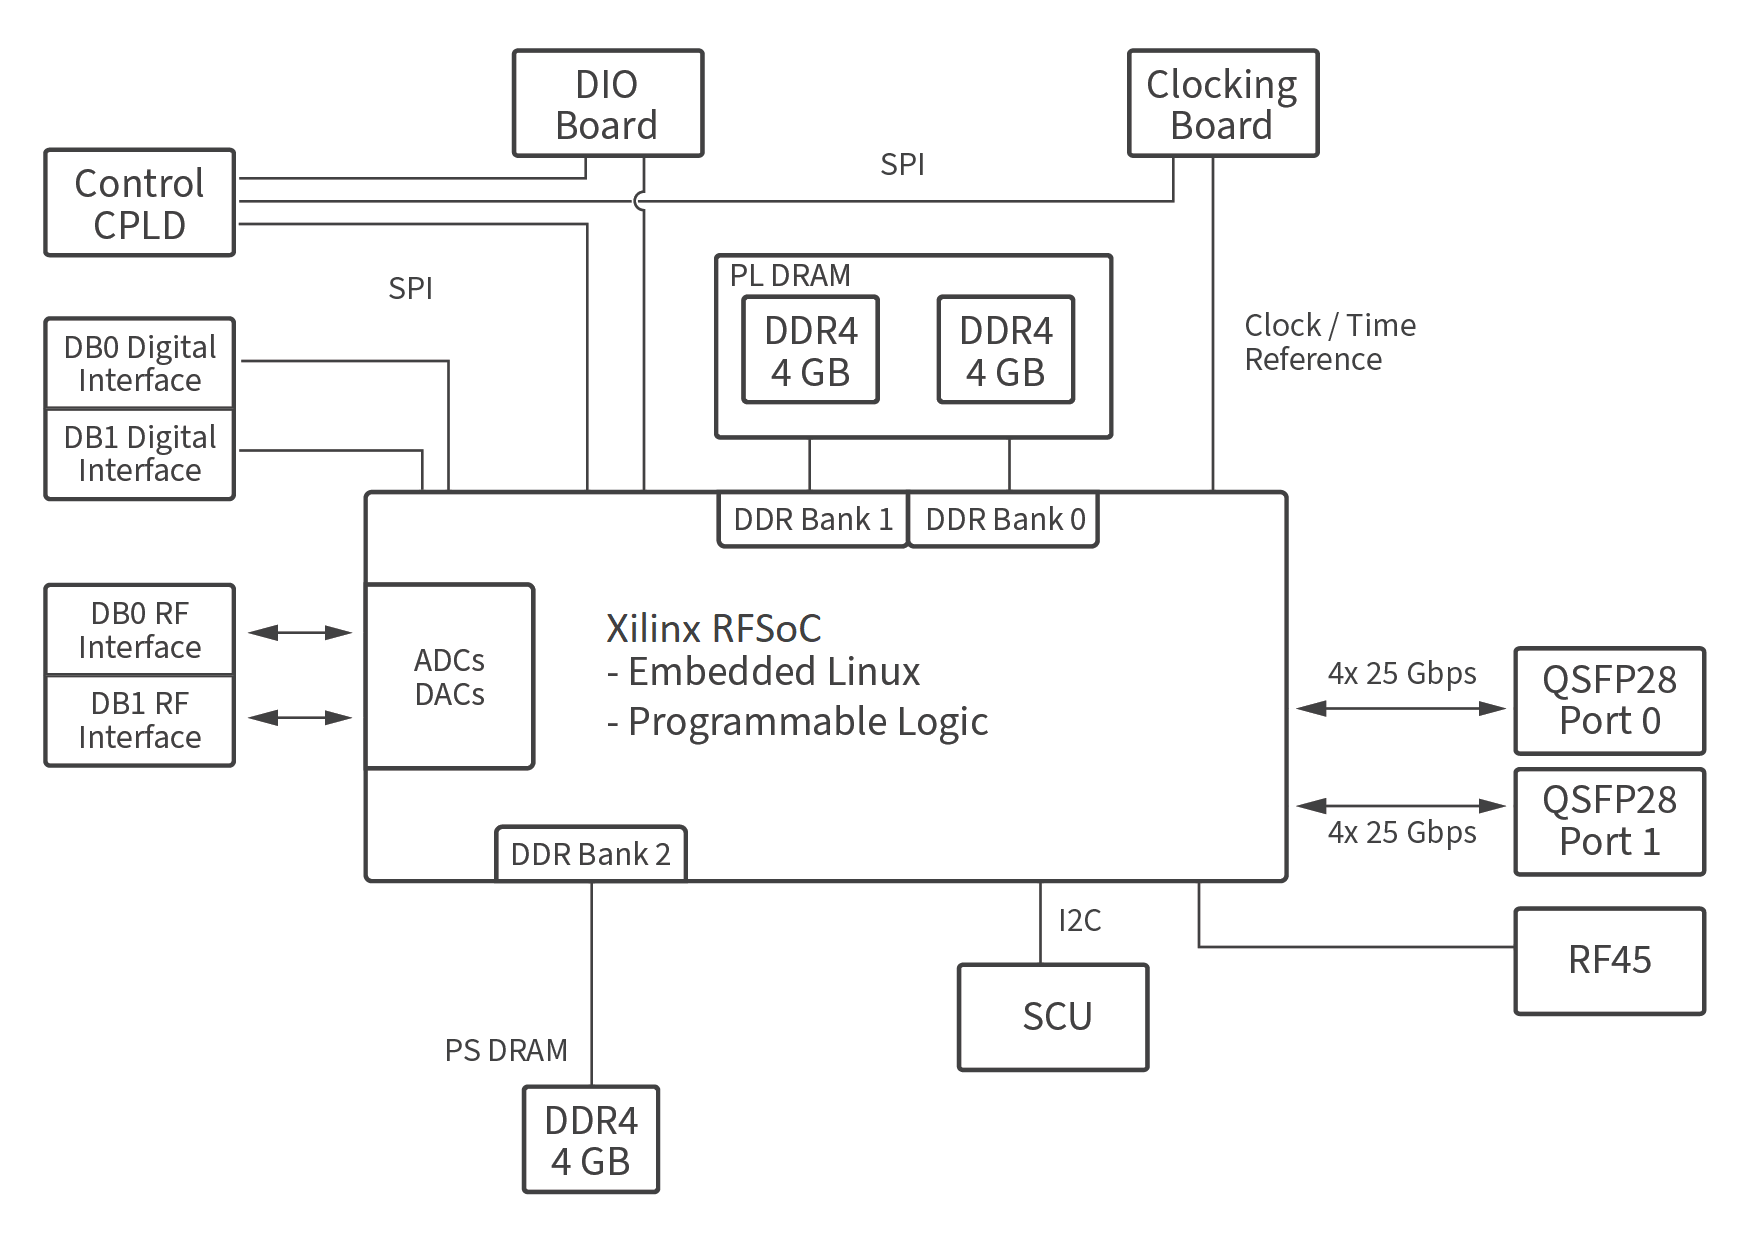 DIO
Board
Clocking
Board
SPI
Control
CPLD
SPI
PL DRAM
DDR4
4 GB
DDR4
4 GB
Clock / Time
Reference
DB0 Digital
Interface
DB1 Digital
Interface
DDR Bank 1
DDR Bank 0
DB0 RF
Interface
DB1 RF
Interface
ADCs
DACs
Xilinx RFSoC
- Embedded Linux
- Programmable Logic
4x 25 Gbps
QSFP28
Port 0
4x 25 Gbps
QSFP28
Port 1
DDR Bank 2
I2C
RF45
SCU
PS DRAM
DDR4
4 GB